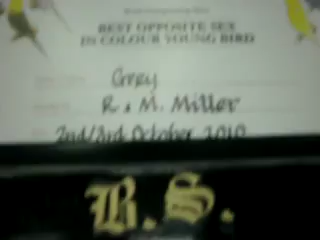 BEST OPPOSITE SEX
IN COLOUR YOUNG BIRD
Grey
R & M. Miller
2nd/3rd October 2010
B.S.